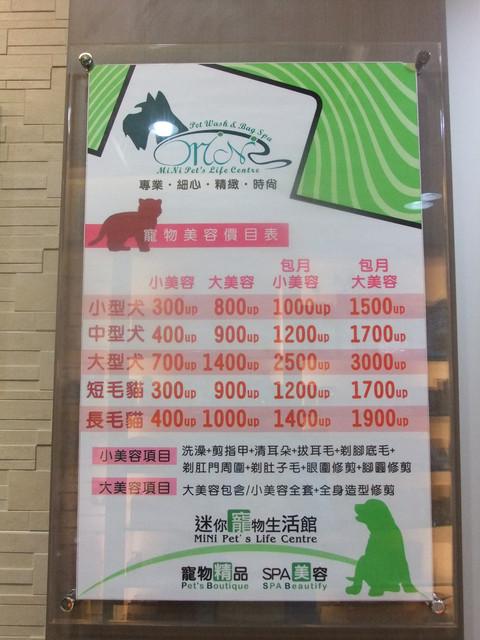 Pet Wash & Bag Spa
MiNi
MiNi Pet's Life Centre
專業・細心・精緻・時尚
寵物美容價目表
小美容 大美容 包月小美容 包月大美容
小型犬 300up 800up 1000up 1500up
中型犬 400up 900up 1200up 1700up
大型犬 700up 1400up 2500up 3000up
短毛貓 300up 900up 1200up 1700up
長毛貓 400up 1000up 1400up 1900up
小美容項目 洗澡+剪指甲+清耳朵+拔耳毛+剃腳底毛+
剃肛門周圍+剃肚子毛+眼圍修剪+腳圓修剪
大美容項目 大美容包含/小美容全套+全身造型修剪
迷你寵物生活館
MiNi Pet's Life Centre
寵物精品 SPA美容
Pet's Boutique SPA Beautify